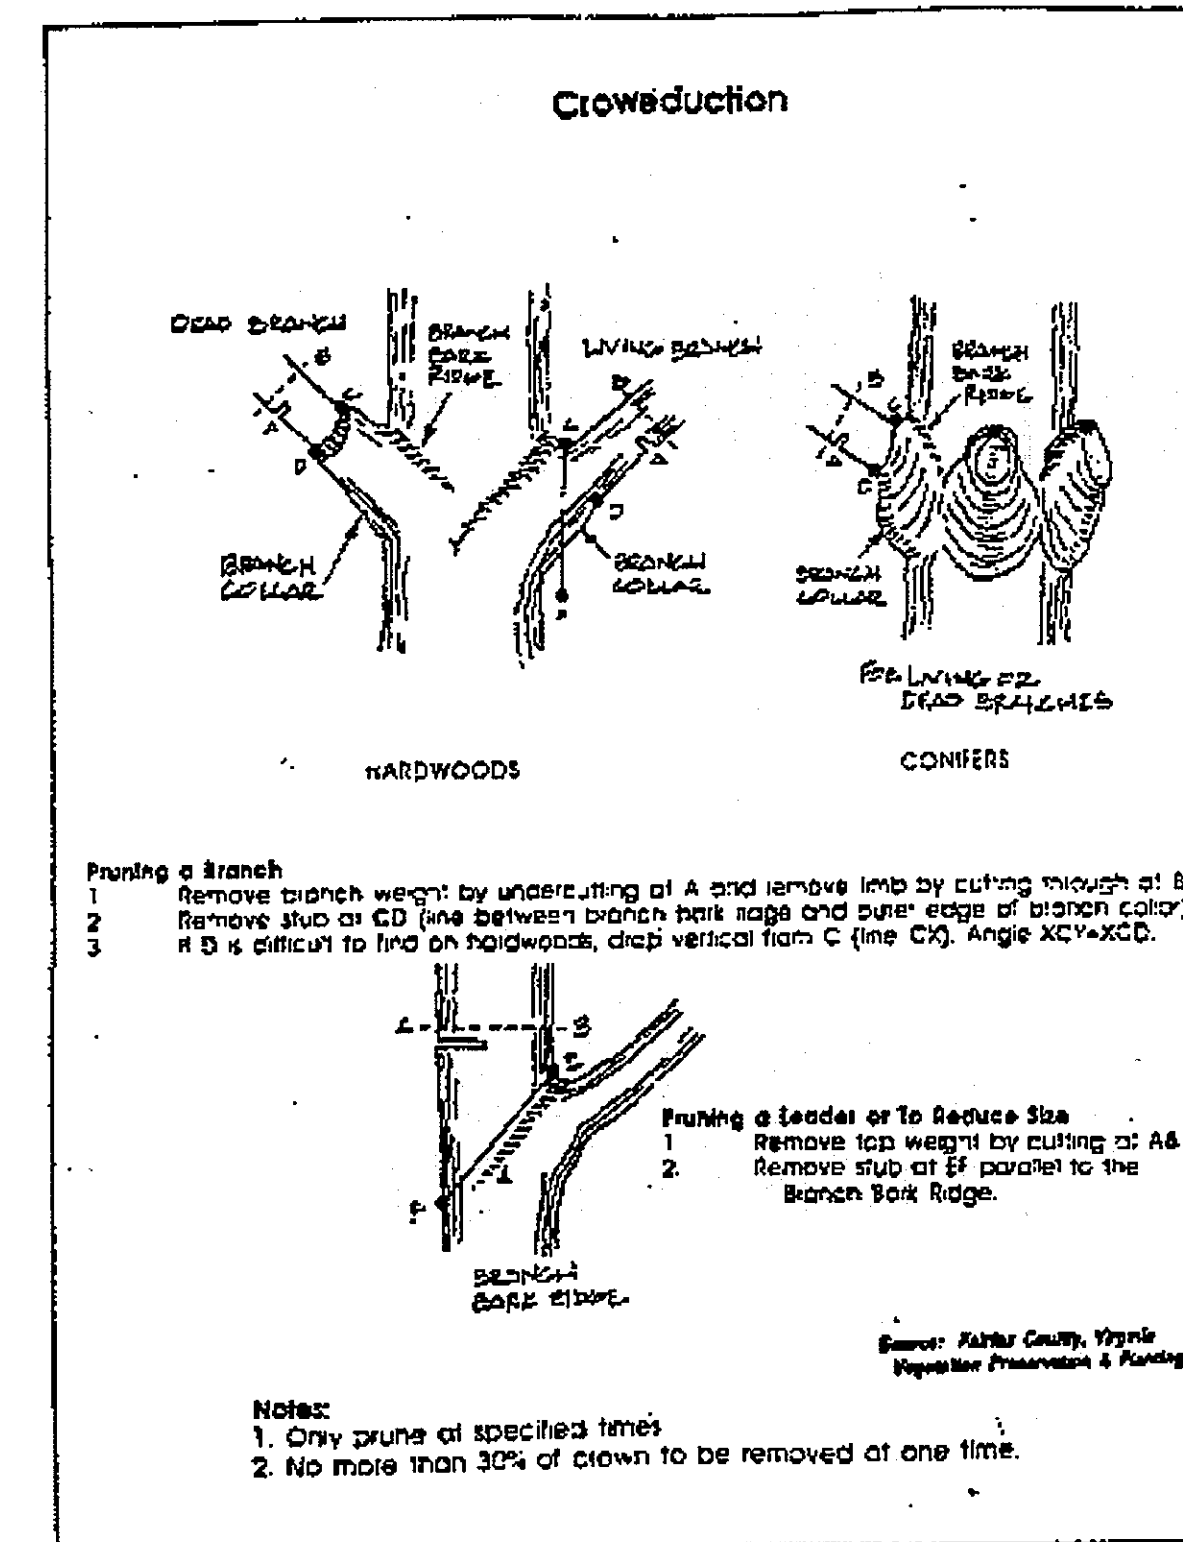 Croweduction
DEAD BRANCH
B
BRANCH
BARK
RIDGE
LIVING BRANCH
B
BRANCH
BARK
RIDGE
B
C
C
C
A
A
A
D
D
BRANCH
COLLAR
BRANCH
COLLAR
X
BRANCH
COLLAR
FOR LIVING OR
DEAD BRANCHES
HARDWOODS
CONIFERS
Pruning a Branch
1 Remove branch weight by undercutting at A and remove limb by cutting through at B
2 Remove stub at CD (line between branch bark ridge and outer edge of branch collar)
3 If D is difficult to find on hardwoods, drop vertical from C (line CX). Angle XCY=XCD.
B
E
F
Pruning a Leader or To Reduce Size
1 Remove top weight by cutting at AB
2. Remove stub at EF parallel to the
Branch Bark Ridge.
BRANCH
BARK RIDGE
Source: Fairfax County, Virginia
Vegetation Preservation & Planting
Notes:
1. Only prune at specified times
2. No more than 30% of crown to be removed at one time.